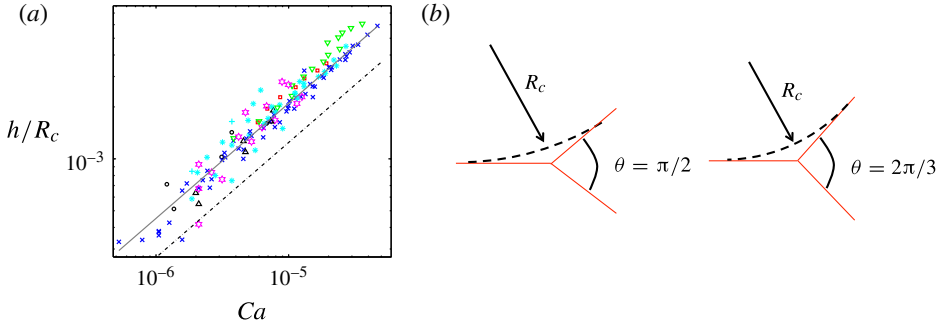 (a)
h/R_c
10⁻³
10⁻⁶
10⁻⁵
Ca
(b)
R_c
θ = π/2
R_c
θ = 2π/3